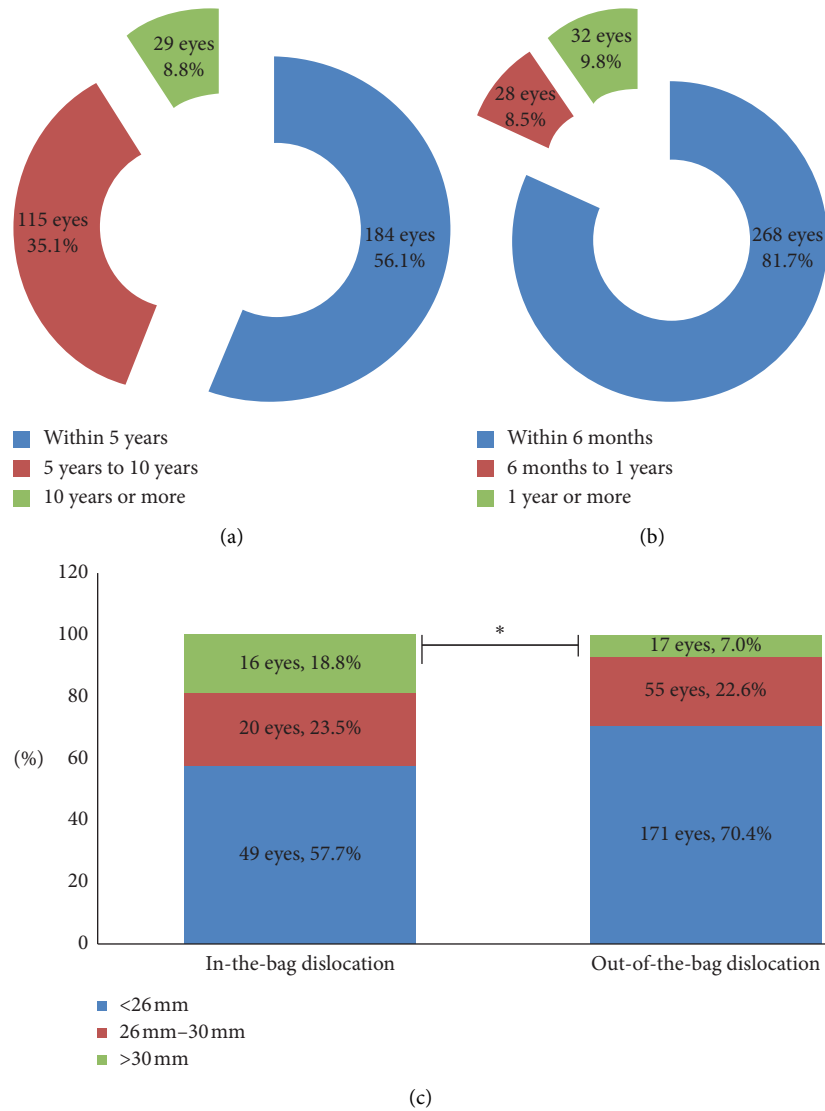 29 eyes
8.8%
115 eyes
35.1%
184 eyes
56.1%
Within 5 years
5 years to 10 years
10 years or more
(a)
32 eyes
9.8%
28 eyes
8.5%
268 eyes
81.7%
Within 6 months
6 months to 1 years
1 year or more
(b)
120
100
80
60
40
20
0
(%)
*
16 eyes, 18.8%
20 eyes, 23.5%
49 eyes, 57.7%
17 eyes, 7.0%
55 eyes, 22.6%
171 eyes, 70.4%
In-the-bag dislocation
Out-of-the-bag dislocation
<26 mm
26 mm–30 mm
>30 mm
(c)